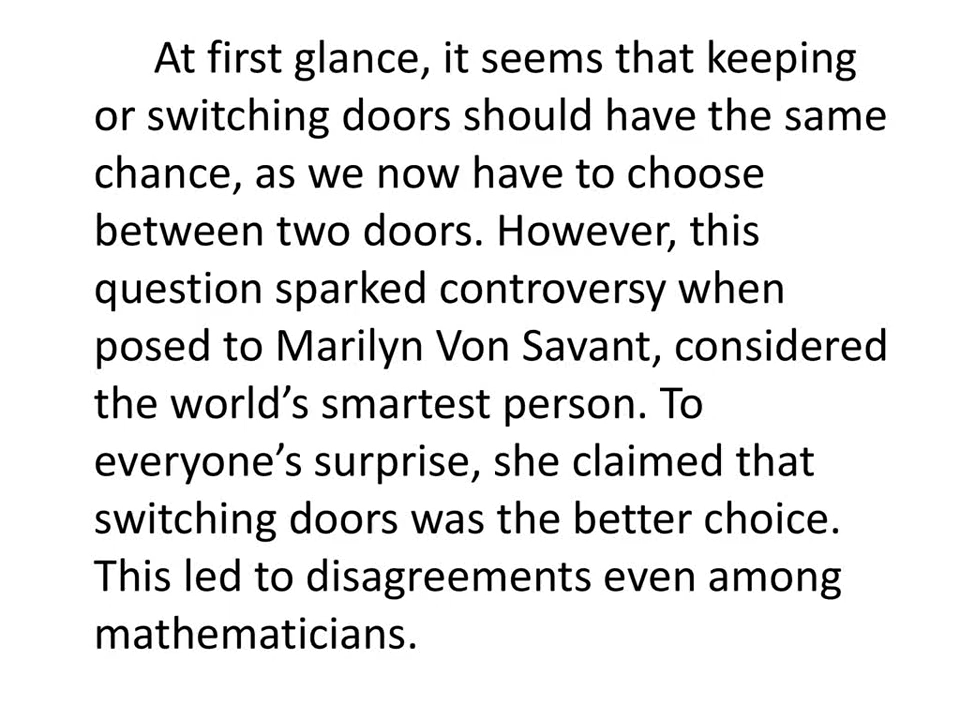 At first glance, it seems that keeping
or switching doors should have the same
chance, as we now have to choose
between two doors. However, this
question sparked controversy when
posed to Marilyn Von Savant, considered
the world’s smartest person. To
everyone’s surprise, she claimed that
switching doors was the better choice.
This led to disagreements even among
mathematicians.